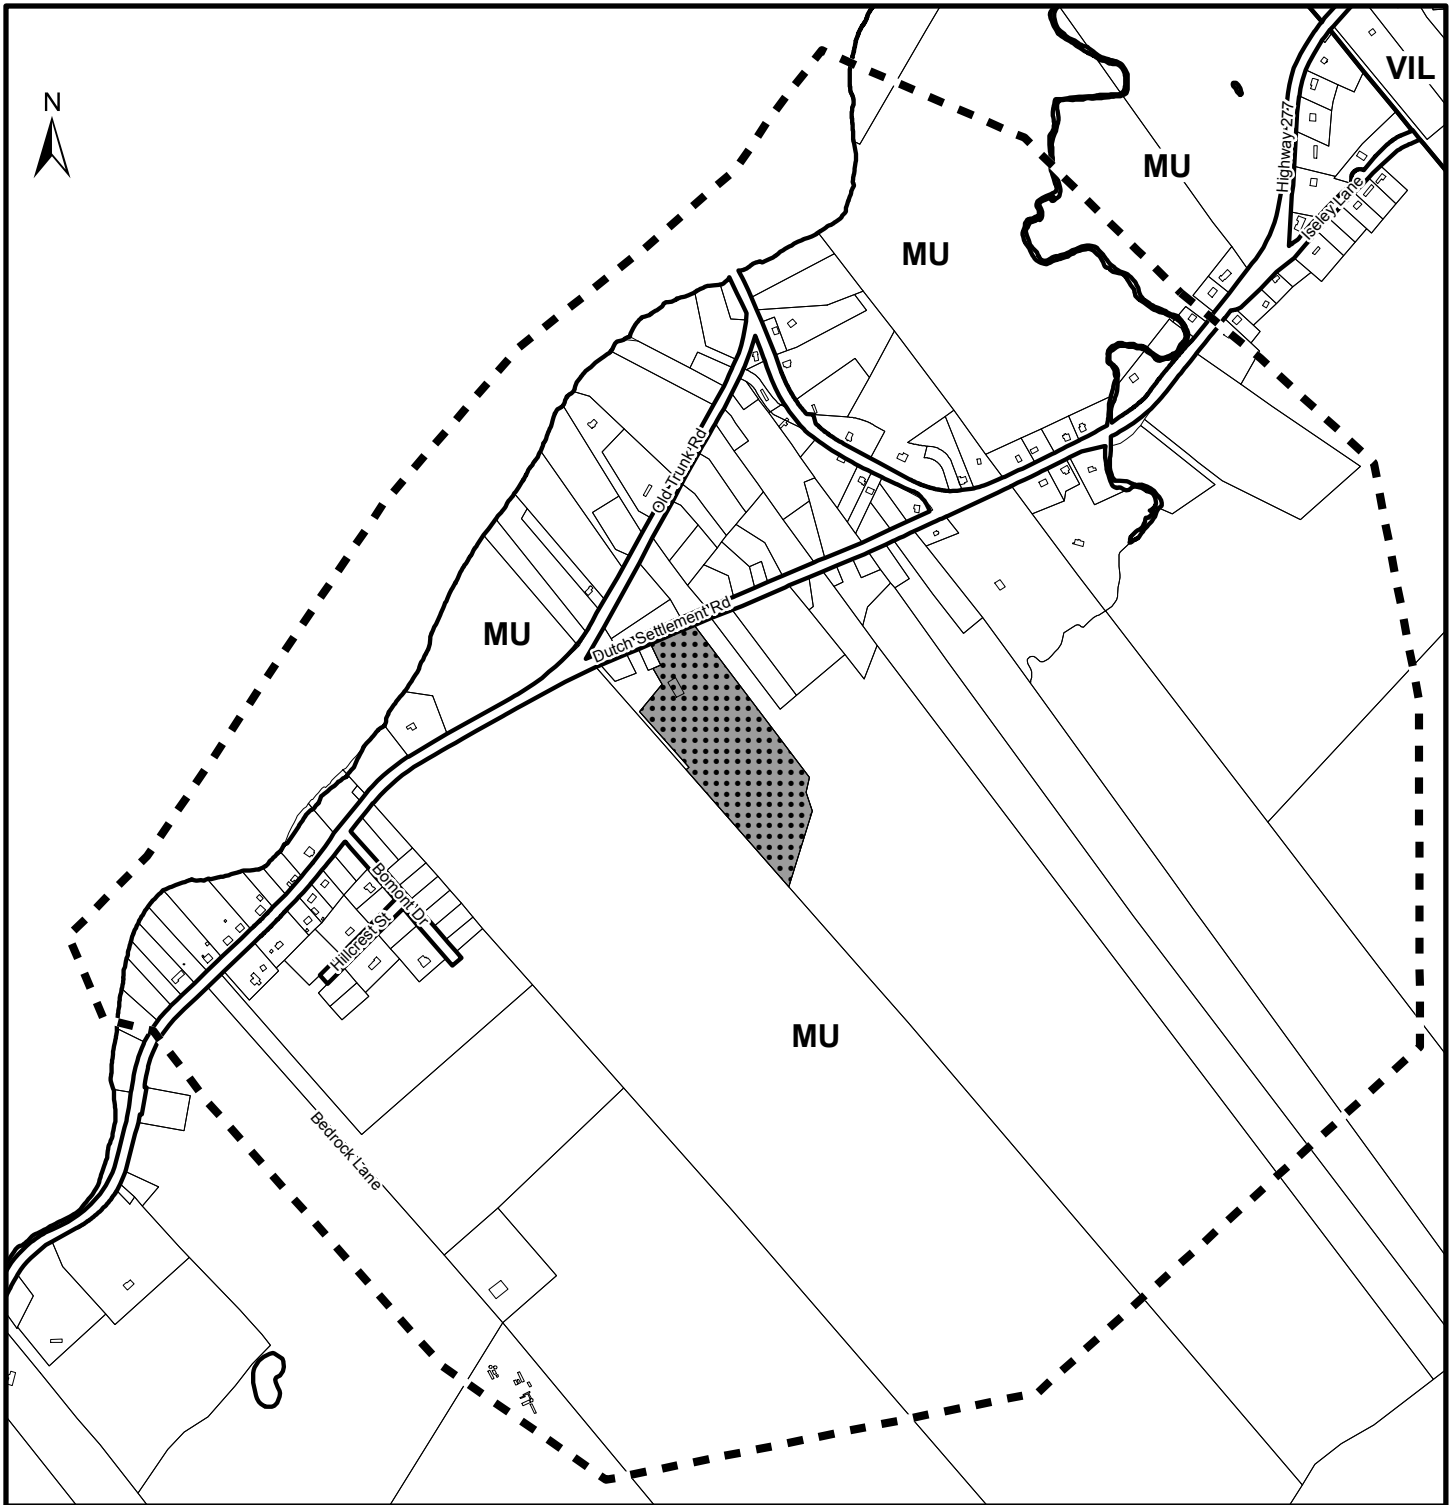 VIL
N
Highway 277
MU
Iseley Lane
MU
Old Trunk Rd
Dutch Settlement Rd
MU
Bomont Dr
Hillcrest St
MU
Bedrock Lane